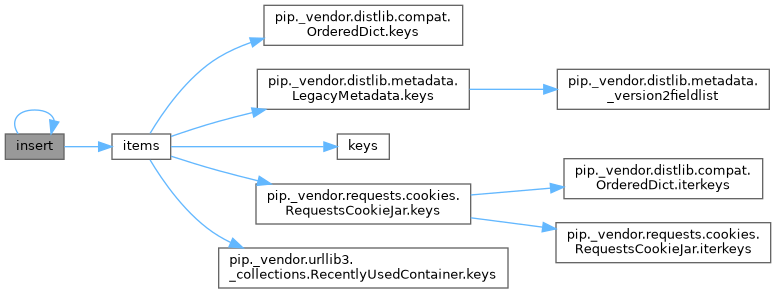 insert
items
pip._vendor.distlib.compat.
OrderedDict.keys
pip._vendor.distlib.metadata.
LegacyMetadata.keys
pip._vendor.distlib.metadata.
_version2fieldlist
keys
pip._vendor.requests.cookies.
RequestsCookieJar.keys
pip._vendor.distlib.compat.
OrderedDict.iterkeys
pip._vendor.requests.cookies.
RequestsCookieJar.iterkeys
pip._vendor.urllib3.
_collections.RecentlyUsedContainer.keys